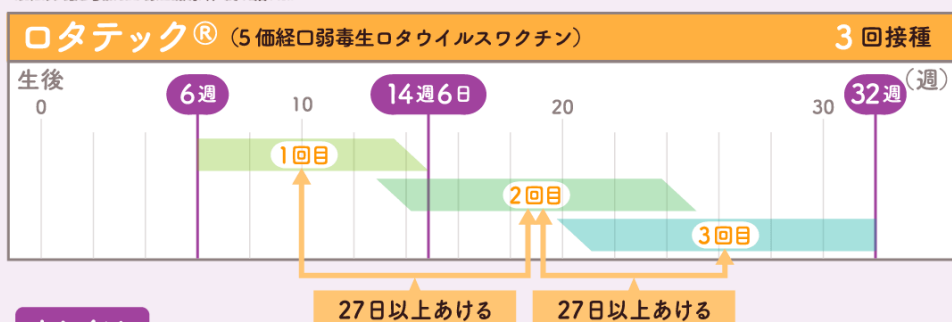 ロタテック® (5価経口弱毒生ロタウイルスワクチン) 3回接種
生後 (週)
0 6週 10 14週6日 20 30 32週
1回目
2回目
3回目
27日以上あける 27日以上あける